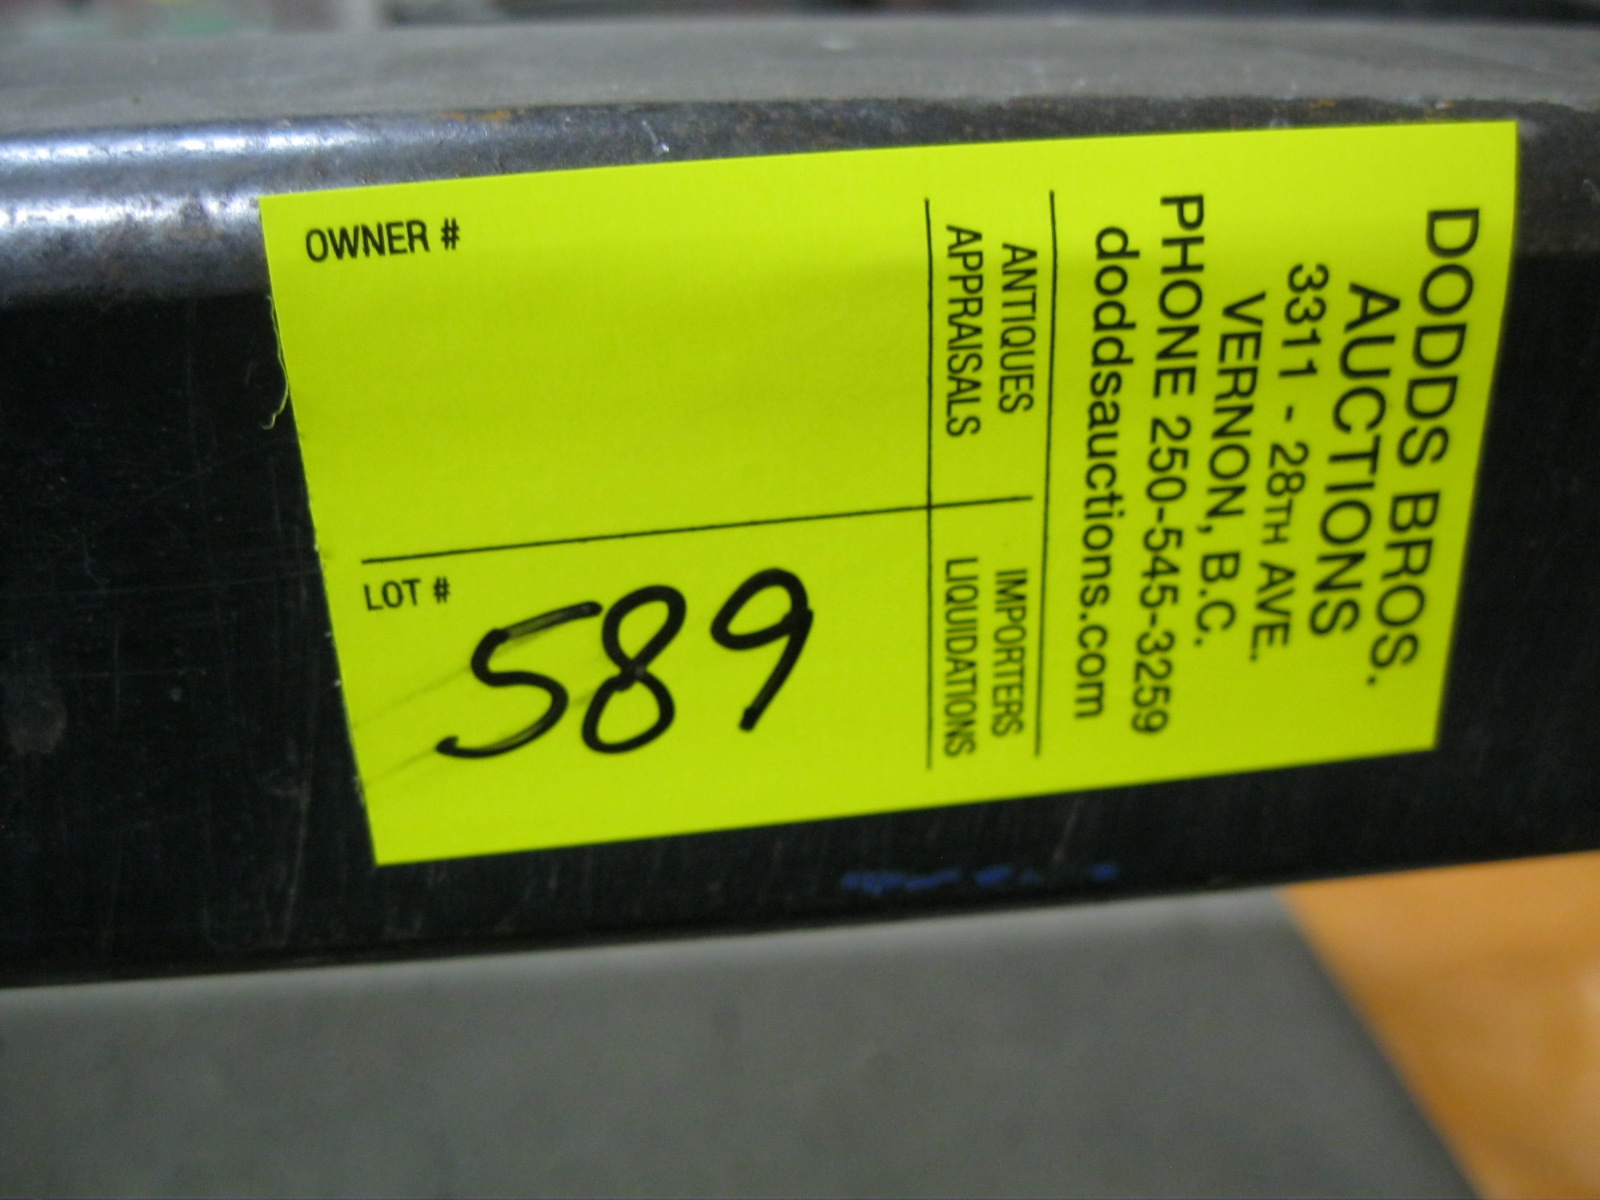 DODDS BROS.
AUCTIONS
3311 - 28TH AVE.
VERNON, B.C.
PHONE 250-545-3259
doddsauctions.com
ANTIQUES IMPORTERS
APPRAISALS LIQUIDATIONS
OWNER #
LOT # 589